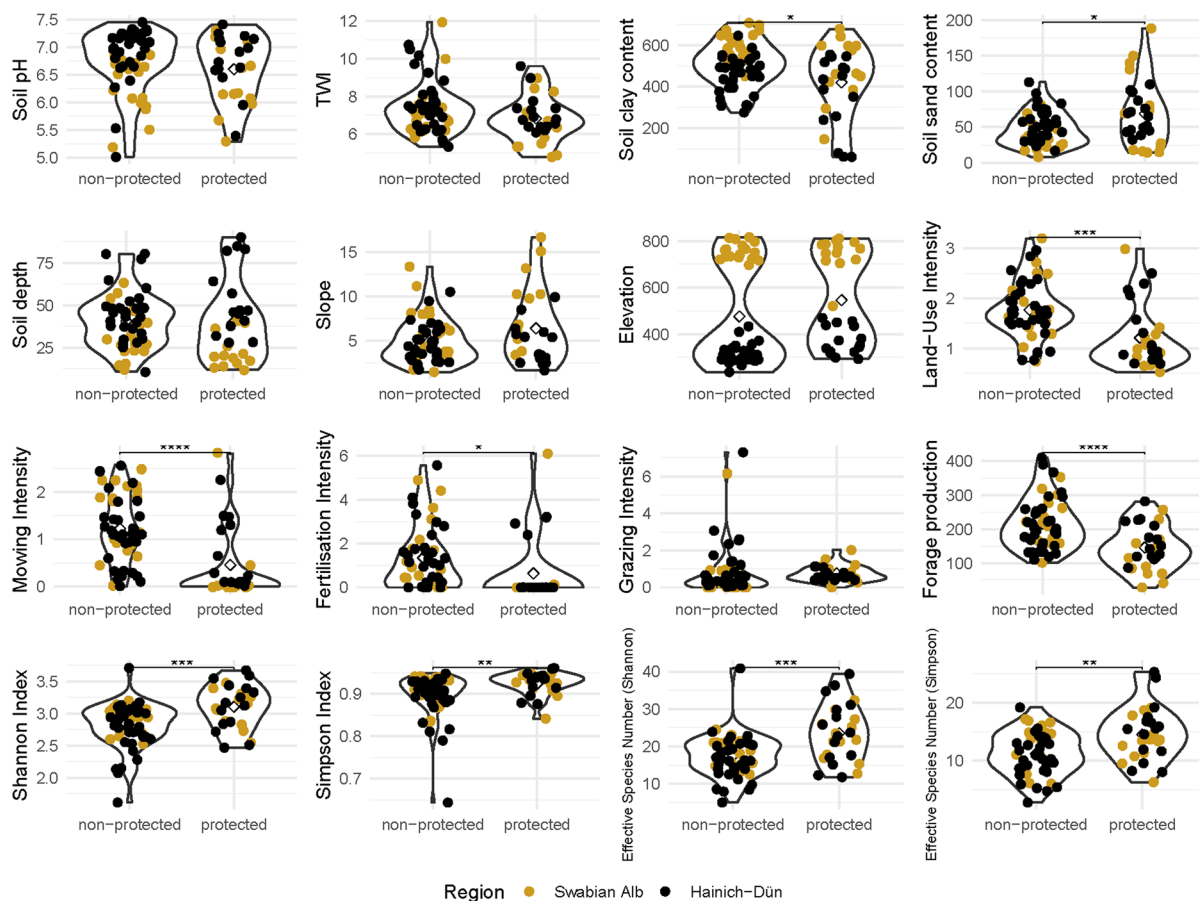 Soil pH
7.5
7.0
6.5
6.0
5.5
5.0
non−protected protected
TWI
12
10
8
6
non−protected protected
Soil clay content
*
600
400
200
non−protected protected
Soil sand content
*
200
150
100
50
0
non−protected protected
Soil depth
75
50
25
non−protected protected
Slope
15
10
5
non−protected protected
Elevation
800
600
400
non−protected protected
Land−Use Intensity
***
3
2
1
non−protected protected
Mowing Intensity
****
2
1
0
non−protected protected
Fertilisation Intensity
*
6
4
2
0
non−protected protected
Grazing Intensity
6
4
2
0
non−protected protected
Forage production
****
400
300
200
100
non−protected protected
Shannon Index
***
3.5
3.0
2.5
2.0
non−protected protected
Simpson Index
**
0.9
0.8
0.7
non−protected protected
Effective Species Number (Shannon)
***
40
30
20
10
non−protected protected
Effective Species Number (Simpson)
**
20
10
non−protected protected
Region Swabian Alb Hainich−Dün